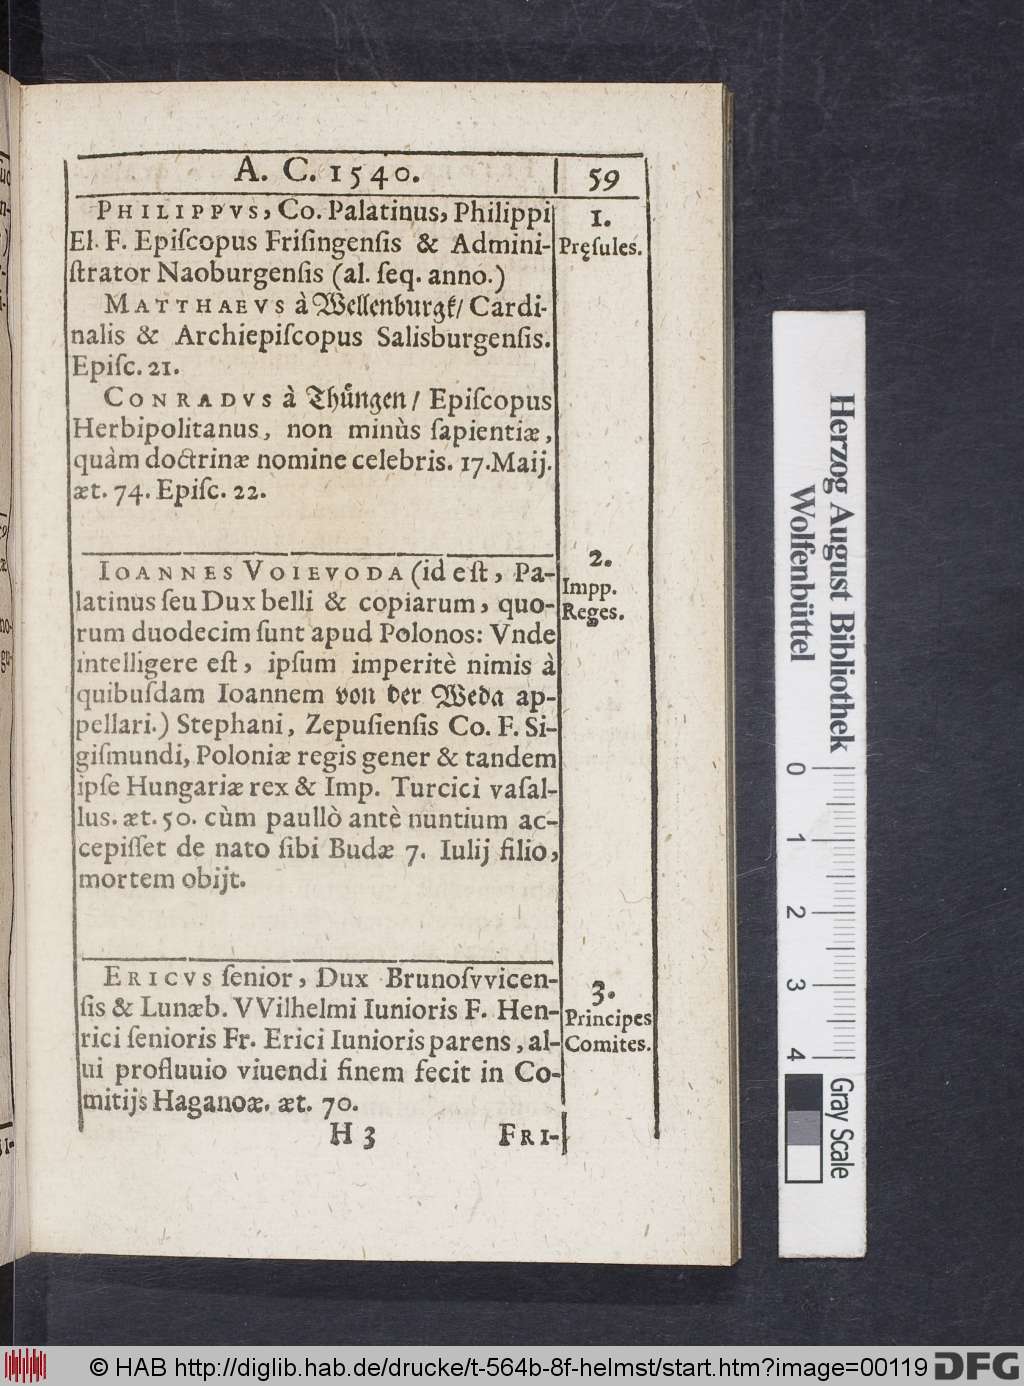 A. C. 1540. 59
PHILIPPVS, Co. Palatinus, Philippi
El. F. Epiſcopus Friſingenſis & Admini-
ſtrator Naoburgenſis (al. ſeq. anno.)
MATTHAEVS à Wellenburgk/ Cardi-
nalis & Archiepiſcopus Salisburgenſis.
Epiſc. 21.
CONRADVS à Thuͤngen/ Epiſcopus
Herbipolitanus, non minùs ſapientiæ,
quàm doctrinæ nomine celebris. 17. Maij.
æt. 74. Epiſc. 22.
1.
Pręſules.
IOANNES VOIEVODA (id eſt, Pa-
latinus ſeu Dux belli & copiarum, quo-
rum duodecim ſunt apud Polonos: Vnde
intelligere eſt, ipſum imperitè nimis à
quibuſdam Ioannem von der Weda ap-
pellari.) Stephani, Zepuſienſis Co. F. Si-
giſmundi, Poloniæ regis gener & tandem
ipſe Hungariæ rex & Imp. Turcici vaſal-
lus. æt. 50. cùm paullò antè nuntium ac-
cepiſſet de nato ſibi Budæ 7. Iulij filio,
mortem obijt.
2.
Impp.
Reges.
ERICVS ſenior, Dux Brunoſvvicen-
ſis & Lunæb. VVilhelmi Iunioris F. Hen-
rici ſenioris Fr. Erici Iunioris parens, al-
ui profluuio viuendi finem fecit in Co-
mitijs Haganoæ. æt. 70.
3.
Principes
Comites.
H 3 FRI-
Herzog August Bibliothek
Wolfenbüttel
0 1 2 3 4
Gray Scale
© HAB http://diglib.hab.de/drucke/t-564b-8f-helmst/start.htm?image=00119 DFG